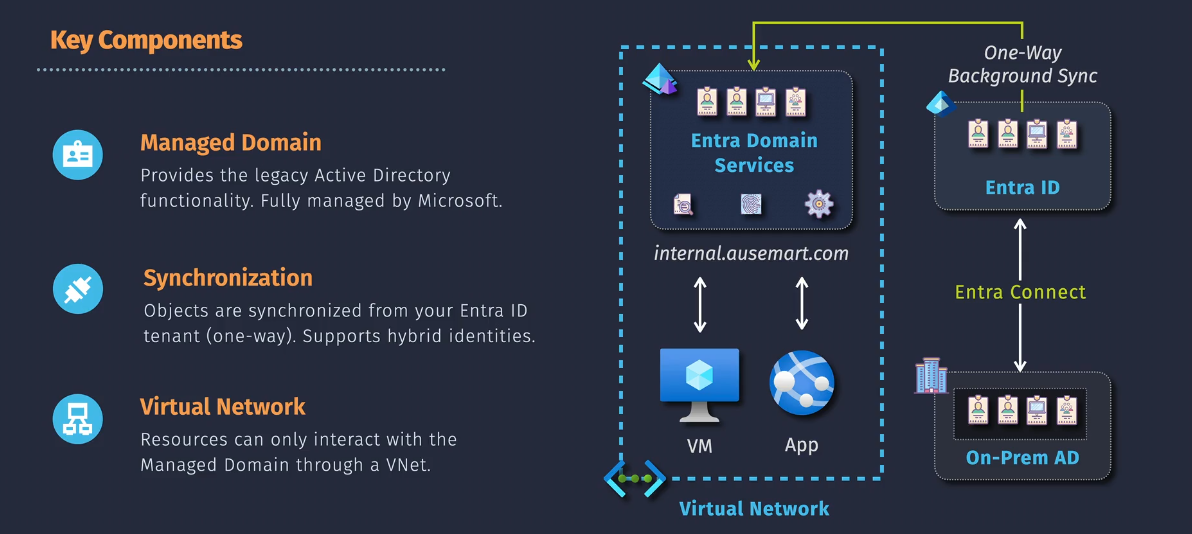 Key Components
Managed Domain
Provides the legacy Active Directory
functionality. Fully managed by Microsoft.
Synchronization
Objects are synchronized from your Entra ID
tenant (one-way). Supports hybrid identities.
Virtual Network
Resources can only interact with the
Managed Domain through a VNet.
Entra Domain
Services
internal.ausemart.com
VM
App
Virtual Network
One-Way
Background Sync
Entra ID
Entra Connect
On-Prem AD